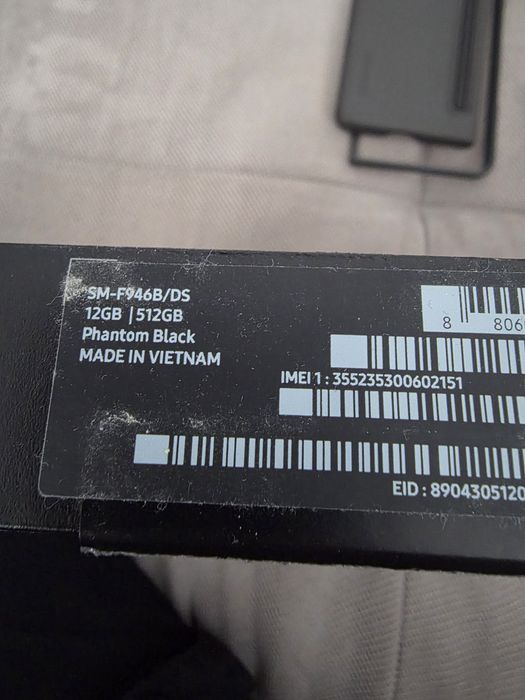 SM-F946B/DS
12GB | 512GB
Phantom Black
MADE IN VIETNAM
8 806
IMEI 1 : 355235300602151
EID : 8904305120